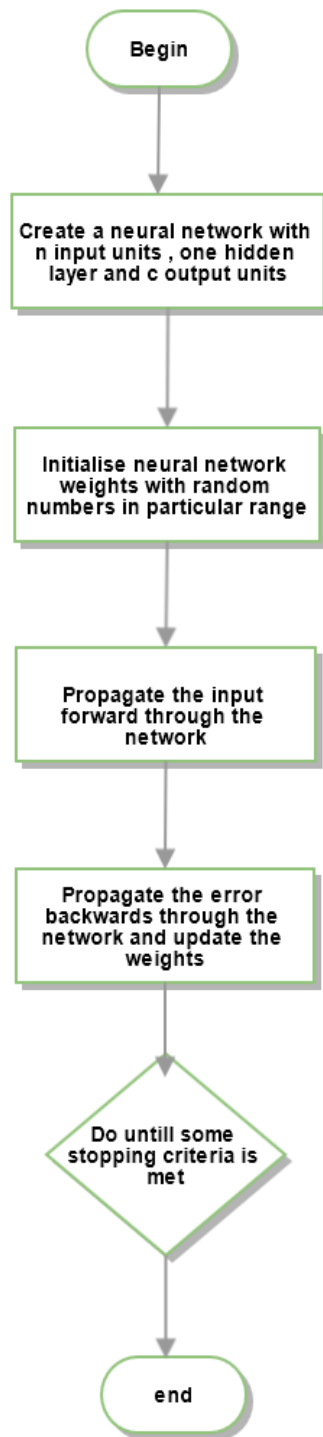 Begin
Create a neural network with
n input units , one hidden
layer and c output units
Initialise neural network
weights with random
numbers in particular range
Propagate the input
forward through the
network
Propagate the error
backwards through the
network and update the
weights
Do untill some
stopping criteria is
met
end